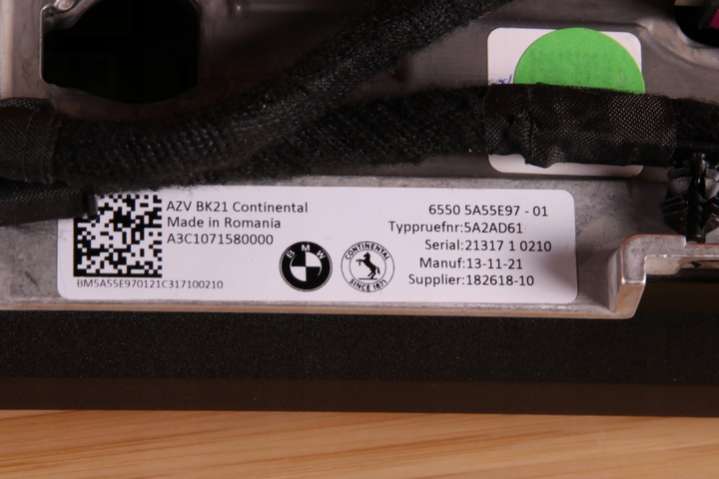 AZV BK21 Continental
Made in Romania
A3C1071580000
BM5A55E970121C317100210
BMW
CONTINENTAL
SINCE 1871
6550 5A55E97 - 01
Typpruefnr:5A2AD61
Serial:21317 1 0210
Manuf:13-11-21
Supplier:182618-10